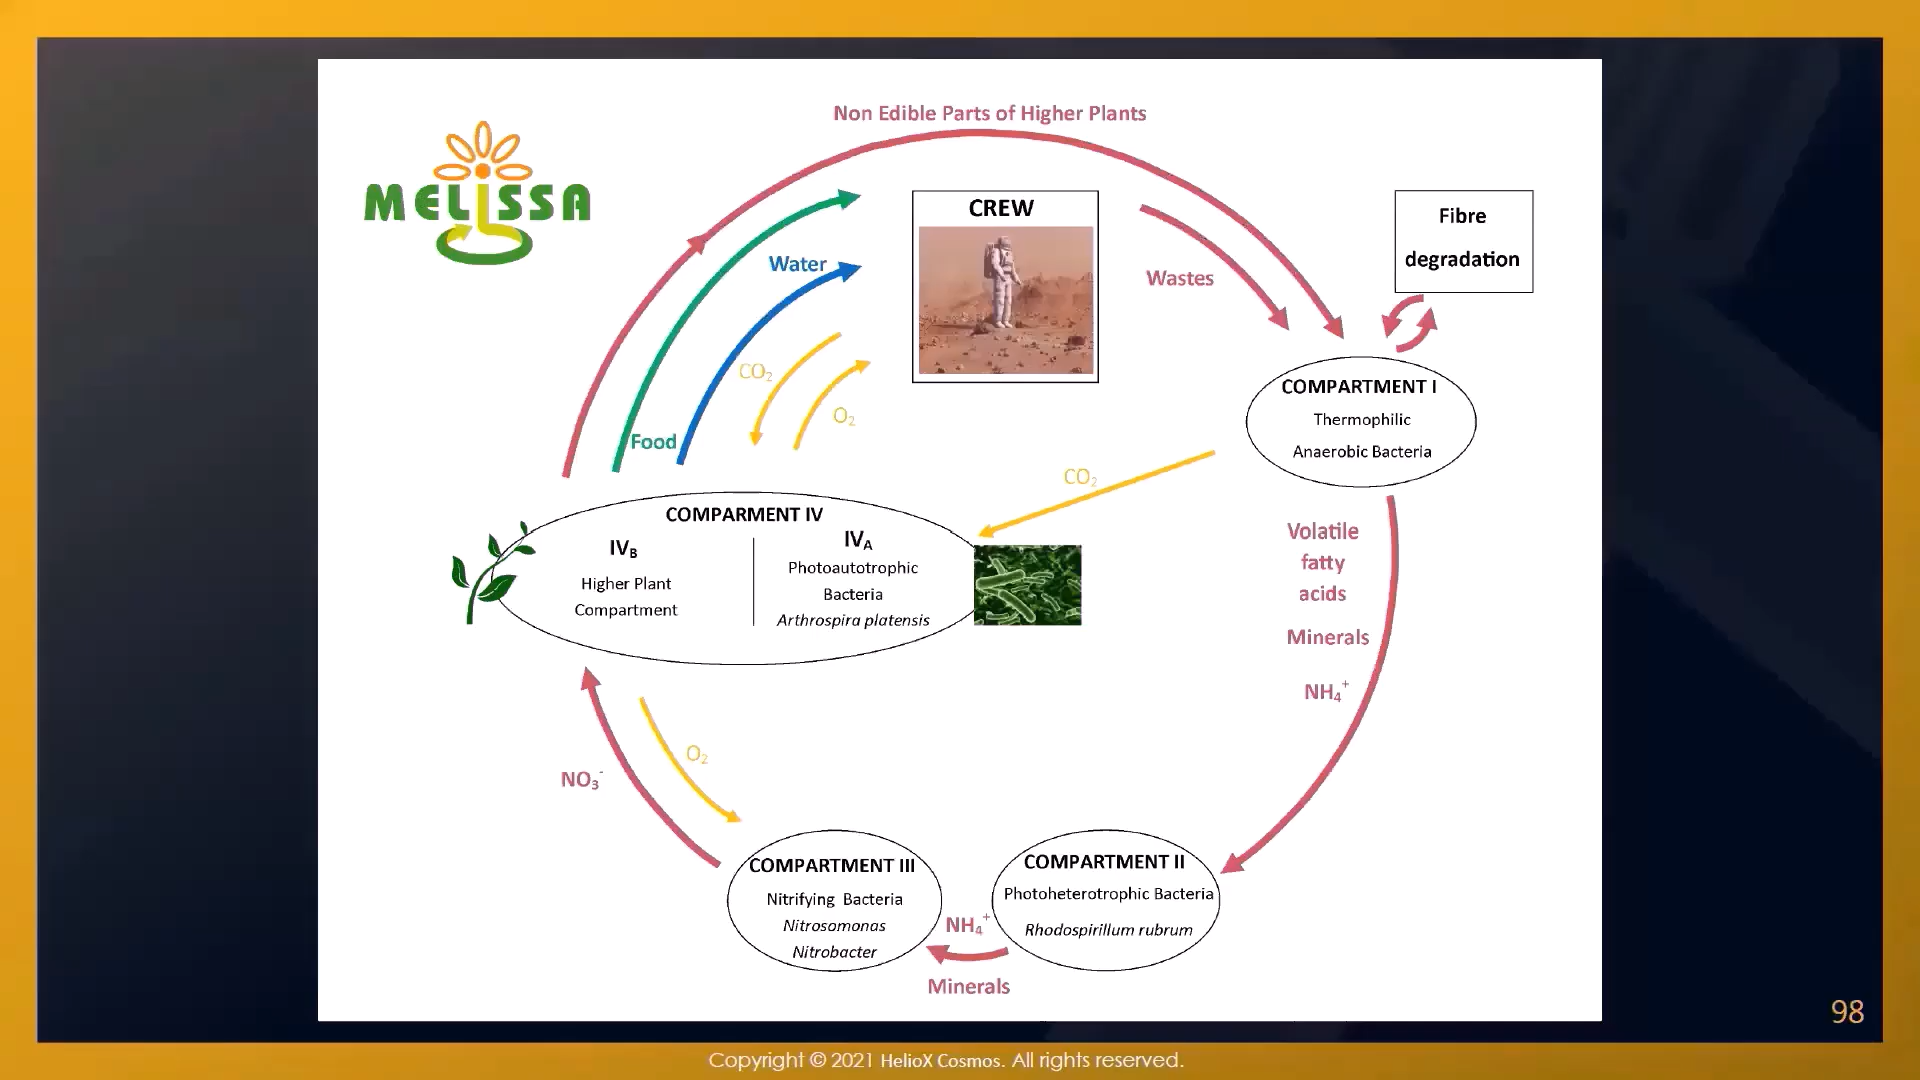 Non Edible Parts of Higher Plants
MELiSSA
CREW
Fibre
degradation
Water
Wastes
CO₂
O₂
Food
COMPARTMENT I
Thermophilic
Anaerobic Bacteria
CO₂
COMPARMENT IV
IVB
Higher Plant
Compartment
IVA
Photoautotrophic
Bacteria
Arthrospira platensis
Volatile
fatty
acids
Minerals
NH₄⁺
O₂
NO₃⁻
COMPARTMENT III
Nitrifying Bacteria
Nitrosomonas
Nitrobacter
NH₄⁺
Minerals
COMPARTMENT II
Photoheterotrophic Bacteria
Rhodospirillum rubrum
98
Copyright © 2021 HelioX Cosmos. All rights reserved.